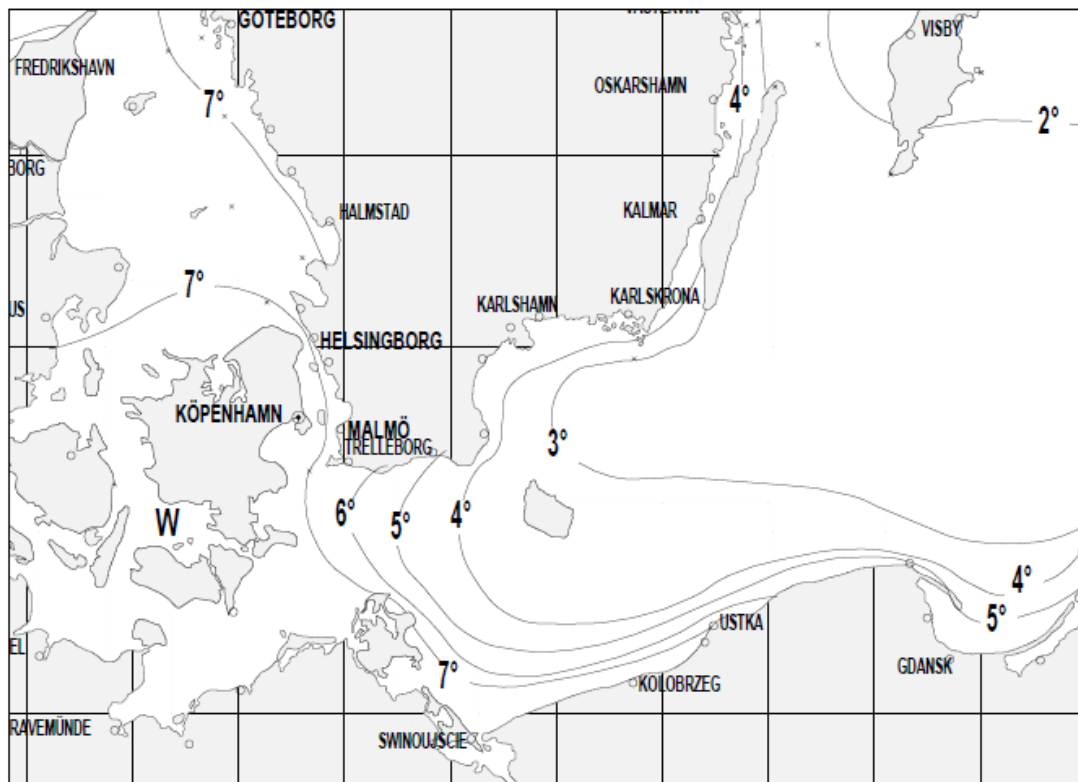 GÖTEBORG
VISBY
FREDRIKSHAVN
OSKARSHAMN
4°
7°
2°
BORG
HALMSTAD
KALMAR
7°
US
KARLSHAMN
KARLSKRONA
HELSINGBORG
KÖPENHAMN
MALMÖ
TRELLEBORG
3°
W
6°
5°
4°
4°
5°
USTKA
EL
GDANSK
7°
KOLOBRZEG
RAVEMÜNDE
SWINOUJSCIE